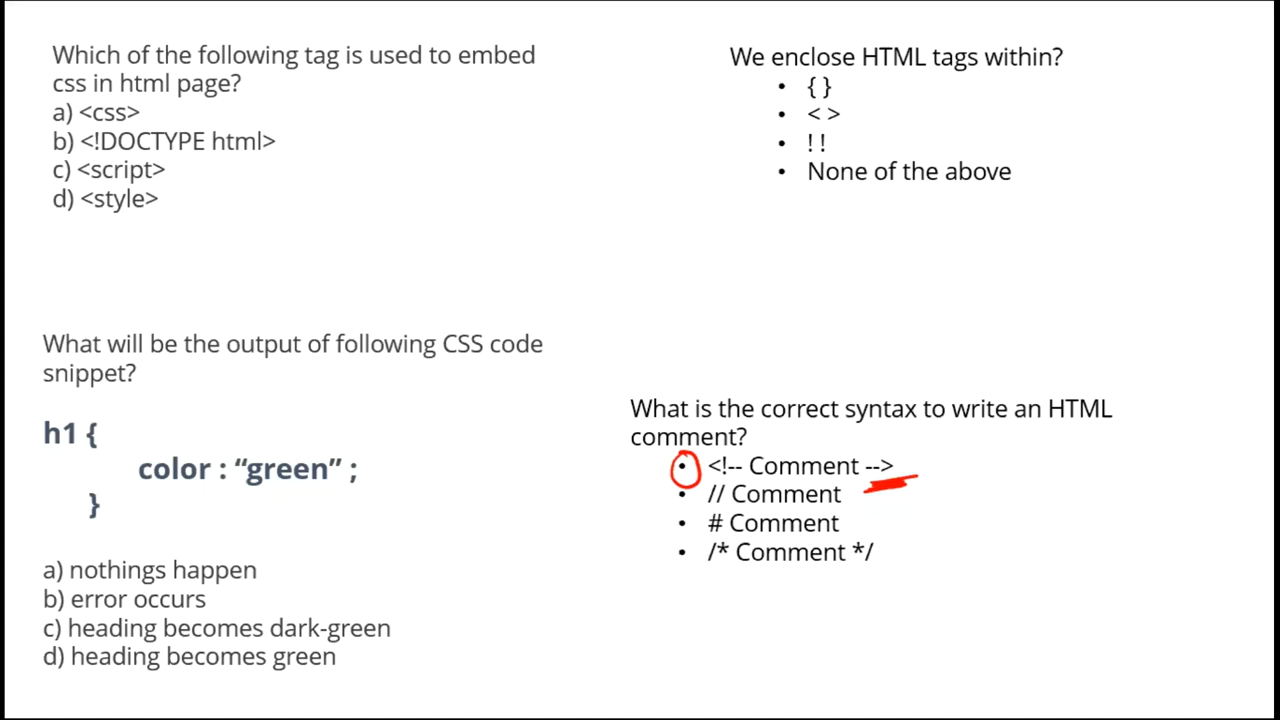 Which of the following tag is used to embed
css in html page?
a) <css>
b) <!DOCTYPE html>
c) <script>
d) <style>
We enclose HTML tags within?
• { }
• < >
• ! !
• None of the above
What will be the output of following CSS code
snippet?
h1 {
color : “green” ;
}
a) nothings happen
b) error occurs
c) heading becomes dark-green
d) heading becomes green
What is the correct syntax to write an HTML
comment?
• <!-- Comment -->
• // Comment
• # Comment
• /* Comment */